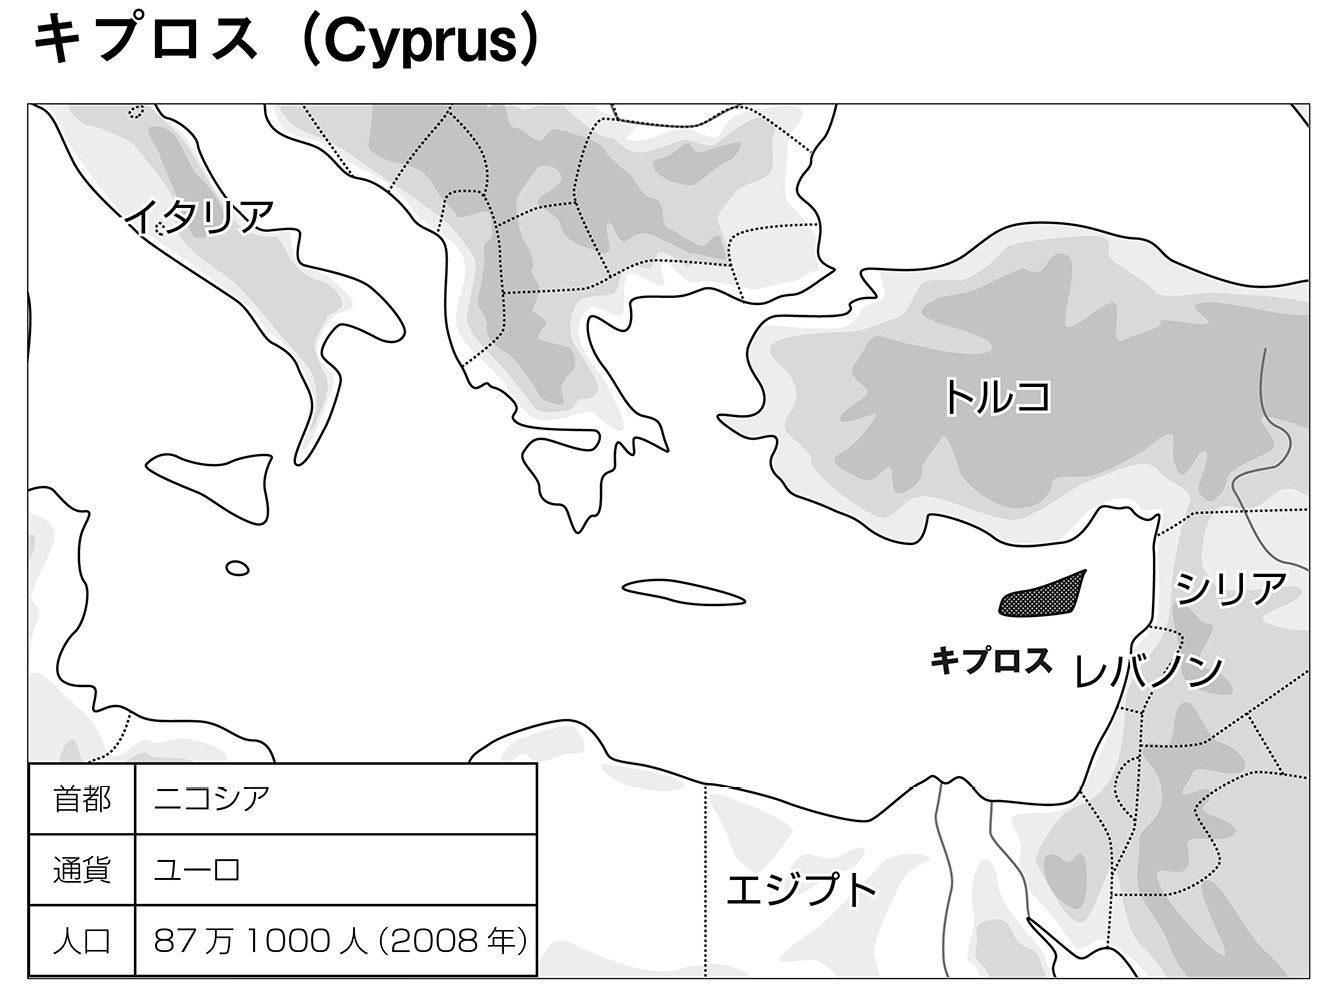 キプロス（Cyprus）
イタリア
トルコ
シリア
キプロス
レバノン
エジプト
首都 ニコシア
通貨 ユーロ
人口 87万1000人（2008年）